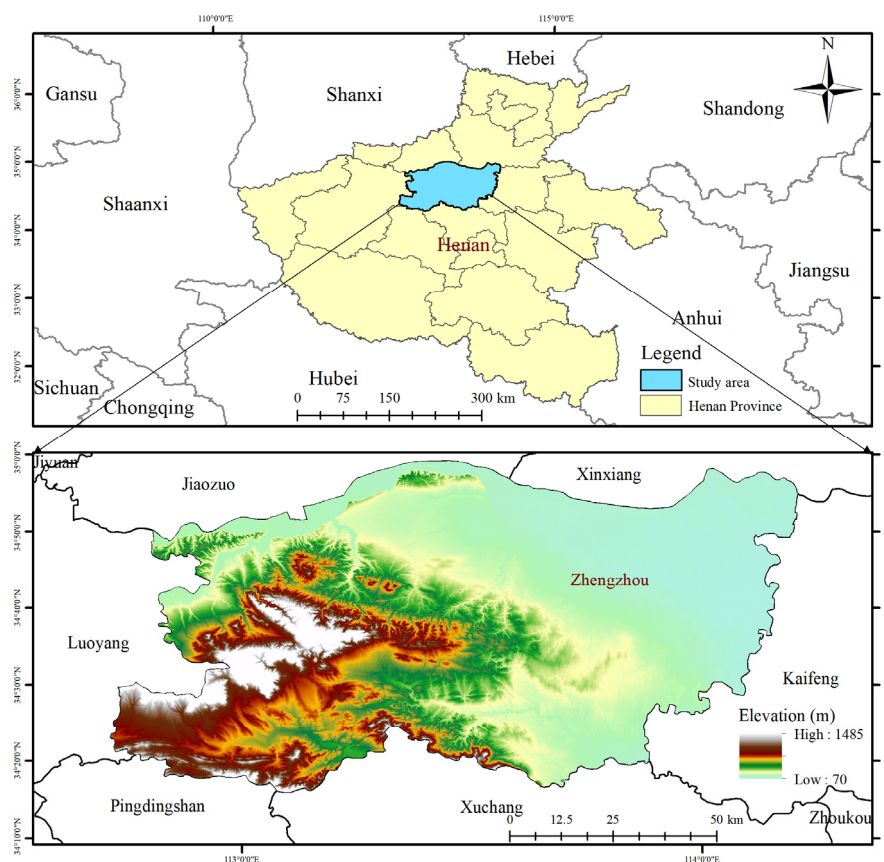 110°0'0"E 115°0'0"E
N
Hebei
Gansu
Shanxi
Shandong
36°0'0"N
35°0'0"N
34°0'0"N
33°0'0"N
32°0'0"N
Shaanxi
Henan
Jiangsu
Anhui
Legend
Study area
Henan Province
Sichuan
Hubei
Chongqing
0 75 150 300 km
35°0'0"N
34°50'0"N
34°40'0"N
34°30'0"N
34°20'0"N
34°10'0"N
Jiyuan
Jiaozuo
Xinxiang
Zhengzhou
Luoyang
Kaifeng
Elevation (m)
High : 1485
Low : 70
Pingdingshan
Xuchang
Zhoukou
0 12.5 25 50 km
113°0'0"E 114°0'0"E